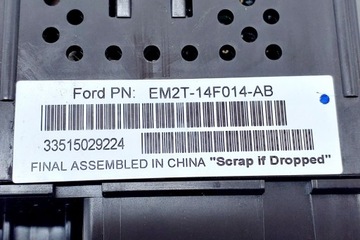 Ford PN: EM2T-14F014-AB
33515029224
FINAL ASSEMBLED IN CHINA "Scrap if Dropped"